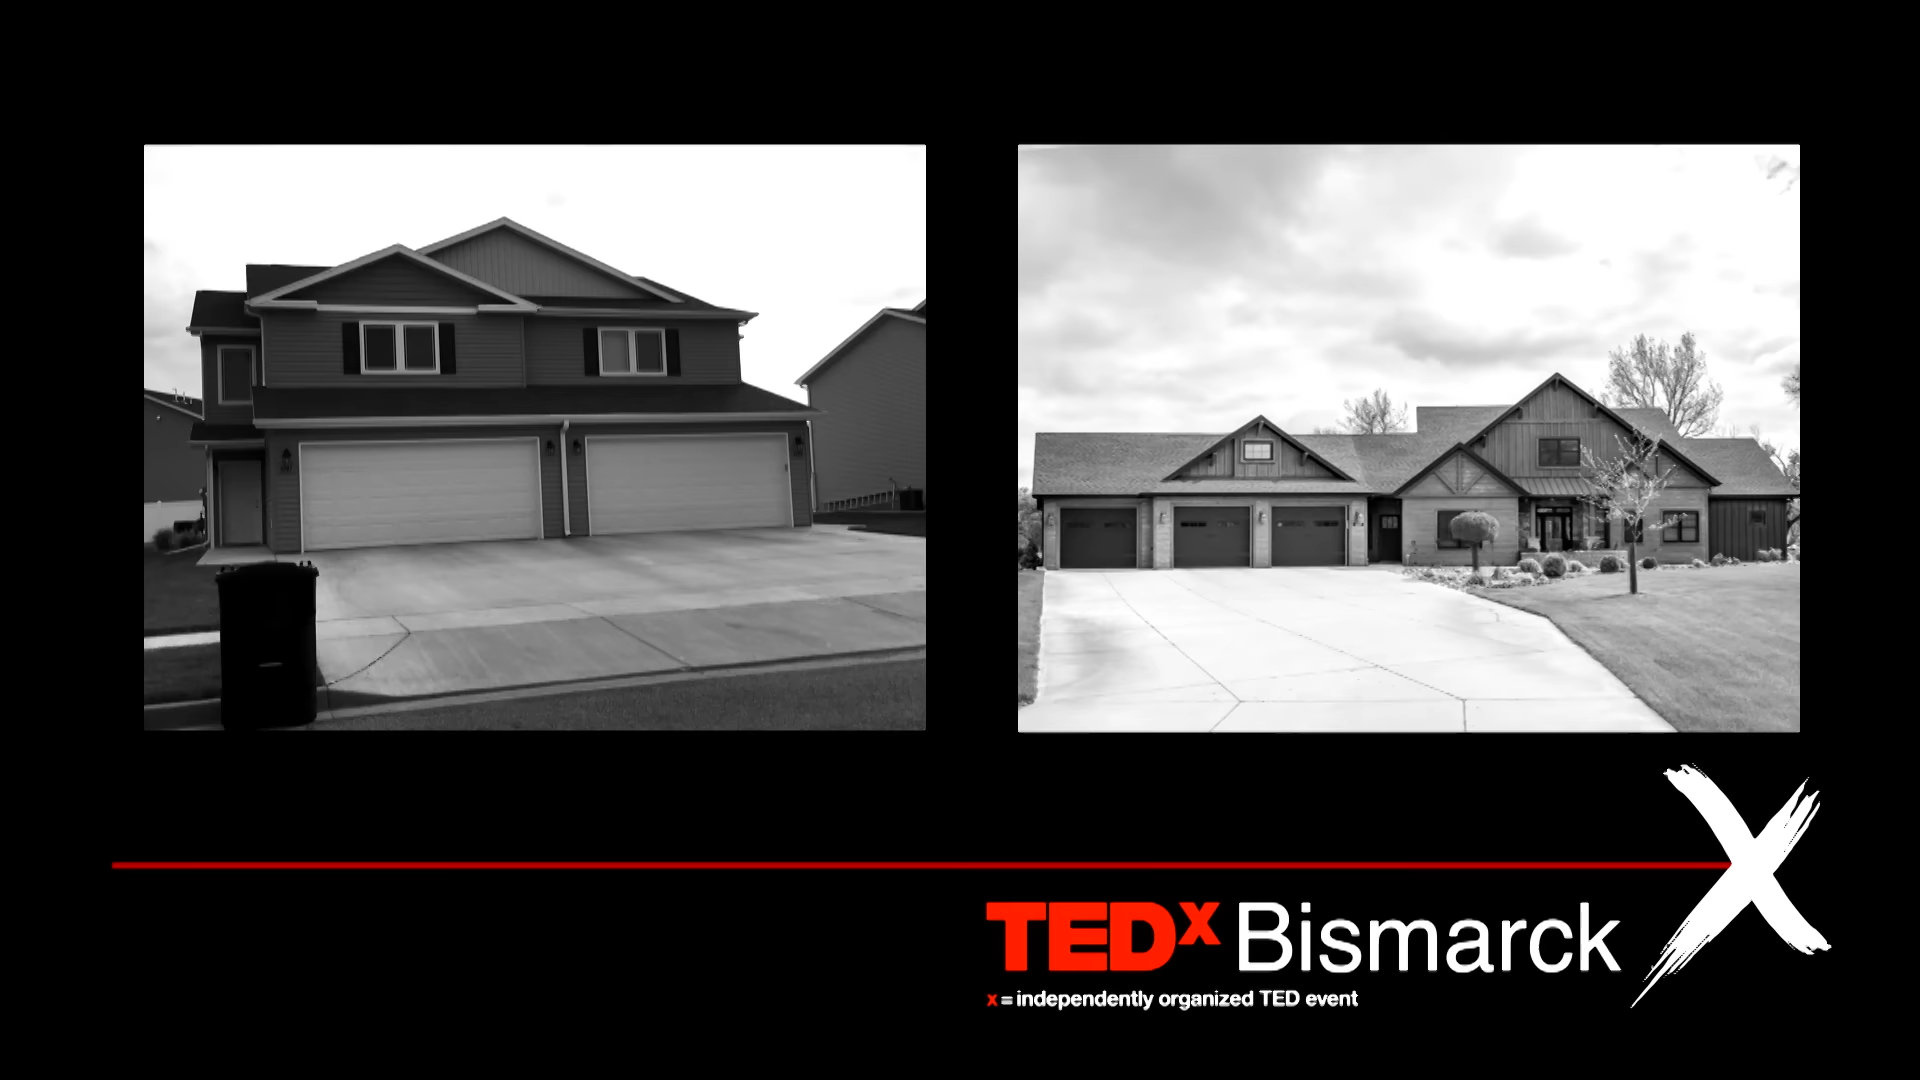 TEDx Bismarck
x = independently organized TED event